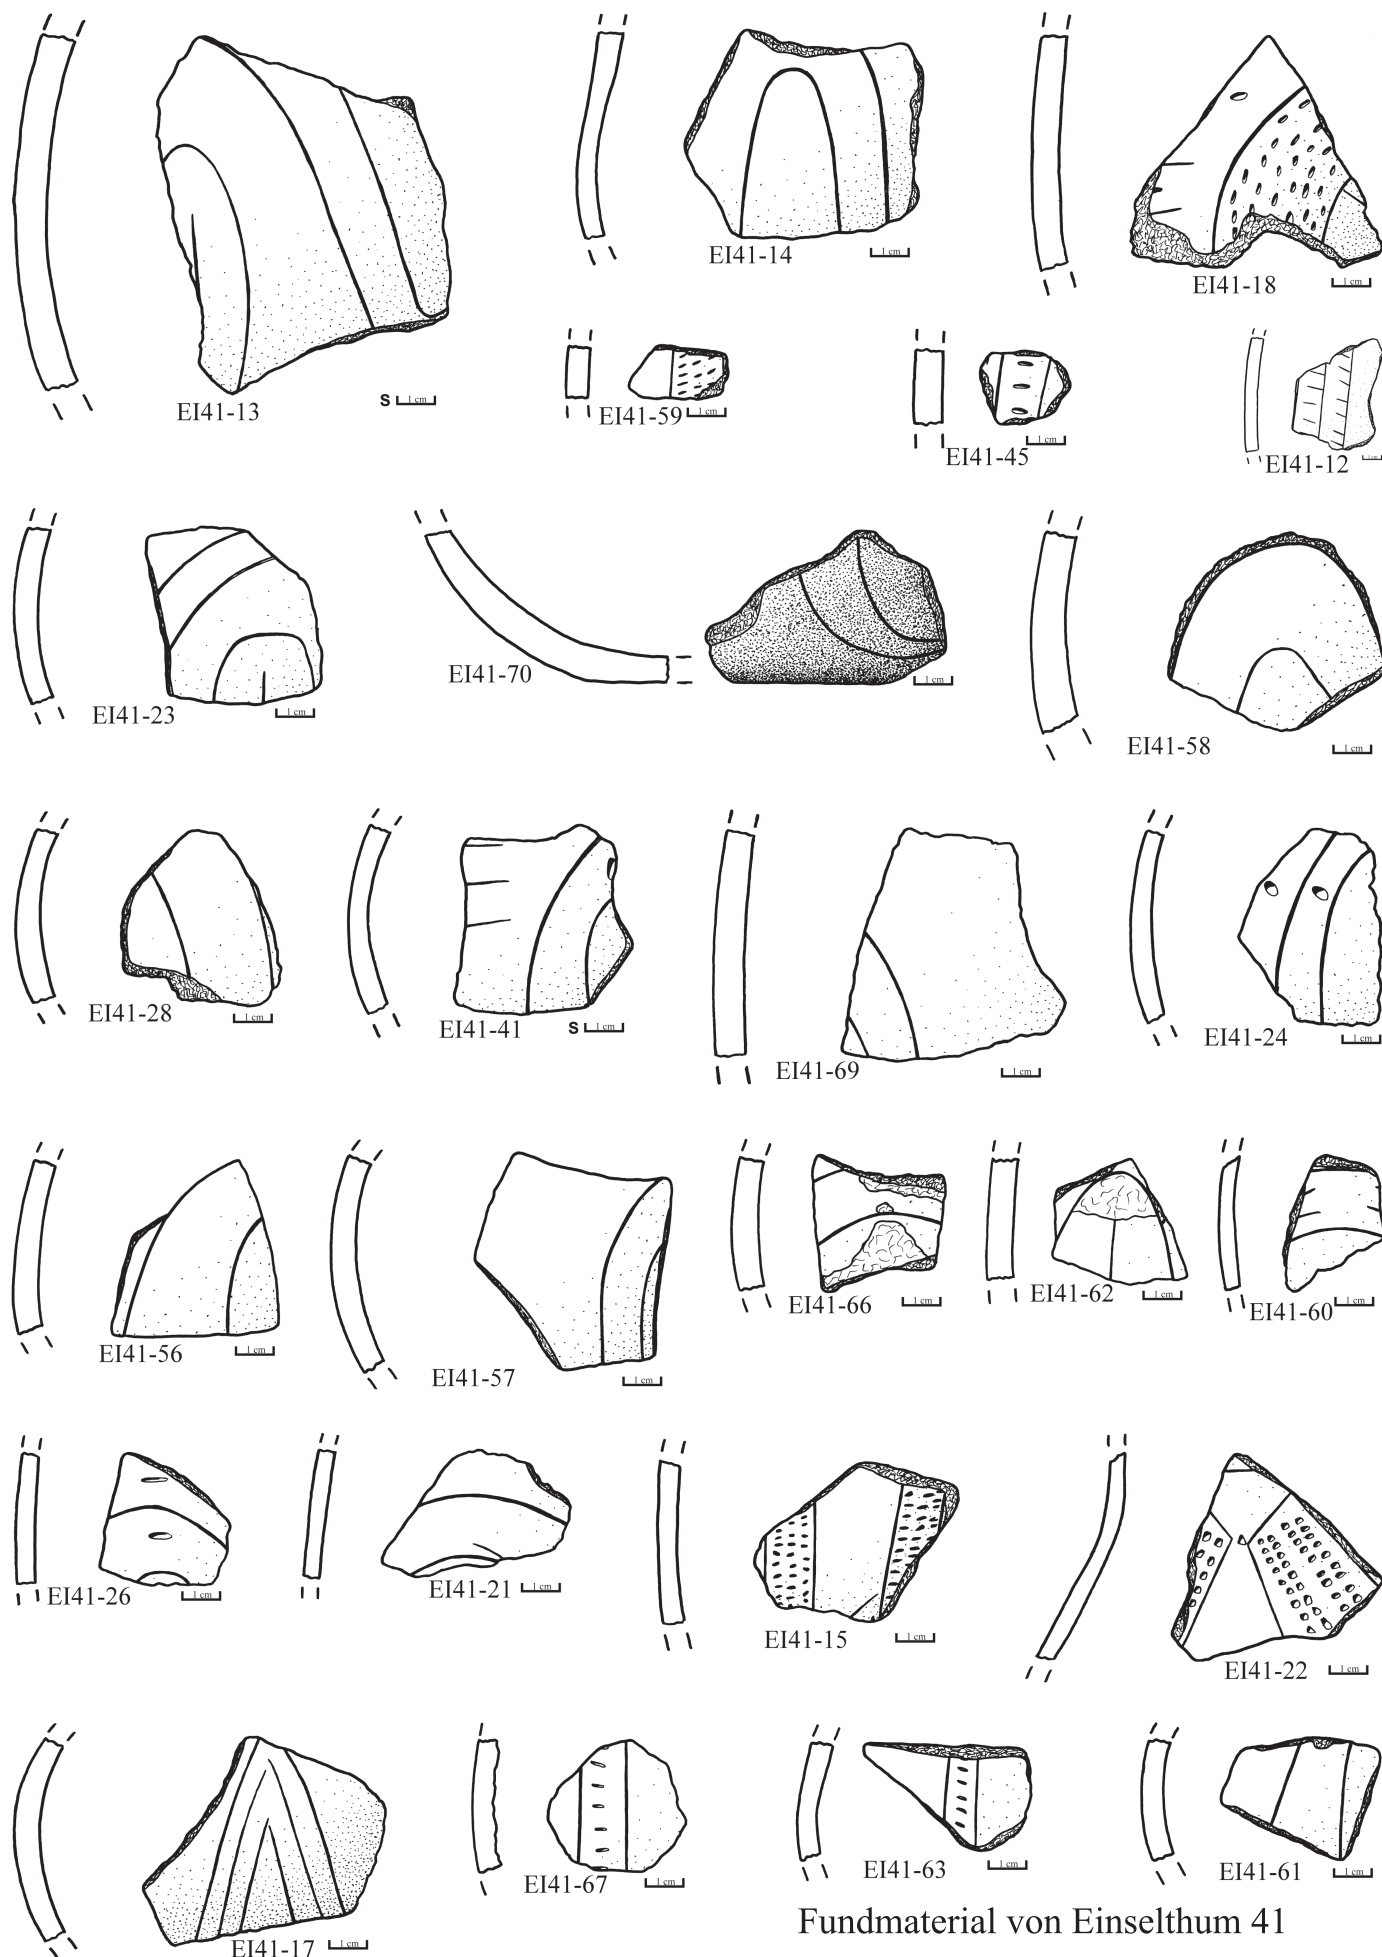 EI41-13
S 1 cm
EI41-14
1 cm
EI41-18
1 cm
EI41-59
1 cm
EI41-45
1 cm
EI41-12
1 cm
EI41-23
1 cm
EI41-70
1 cm
EI41-58
1 cm
EI41-28
1 cm
EI41-41
S 1 cm
EI41-69
1 cm
EI41-24
1 cm
EI41-56
1 cm
EI41-57
1 cm
EI41-66
1 cm
EI41-62
1 cm
EI41-60
1 cm
EI41-26
1 cm
EI41-21
1 cm
EI41-15
1 cm
EI41-22
1 cm
EI41-17
1 cm
EI41-67
1 cm
EI41-63
1 cm
EI41-61
1 cm
Fundmaterial von Einselthum 41